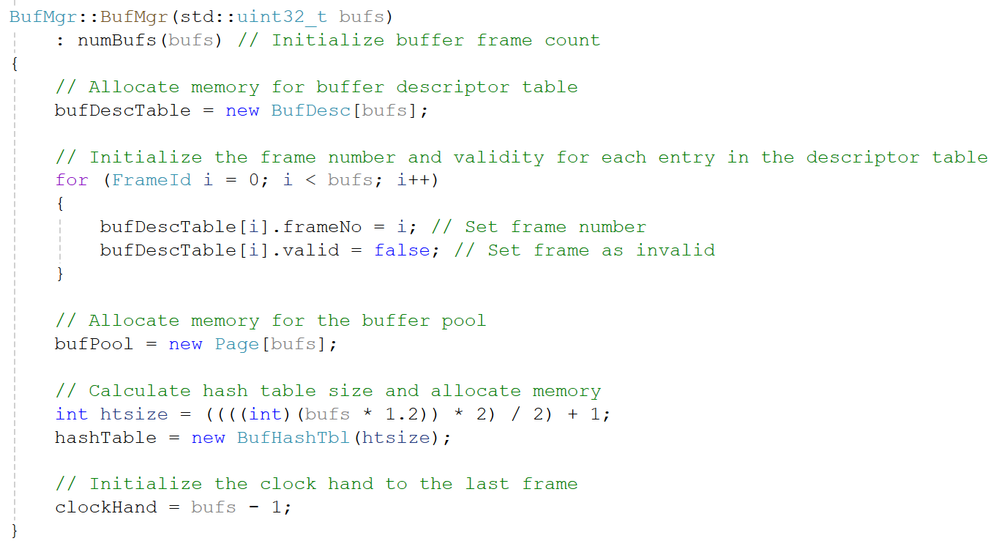 BufMgr::BufMgr(std::uint32_t bufs)
    : numBufs(bufs) // Initialize buffer frame count
{
    // Allocate memory for buffer descriptor table
    bufDescTable = new BufDesc[bufs];

    // Initialize the frame number and validity for each entry in the descriptor table
    for (FrameId i = 0; i < bufs; i++)
    {
        bufDescTable[i].frameNo = i; // Set frame number
        bufDescTable[i].valid = false; // Set frame as invalid
    }

    // Allocate memory for the buffer pool
    bufPool = new Page[bufs];

    // Calculate hash table size and allocate memory
    int htsize = ((((int)(bufs * 1.2)) * 2) / 2) + 1;
    hashTable = new BufHashTbl(htsize);

    // Initialize the clock hand to the last frame
    clockHand = bufs - 1;
}